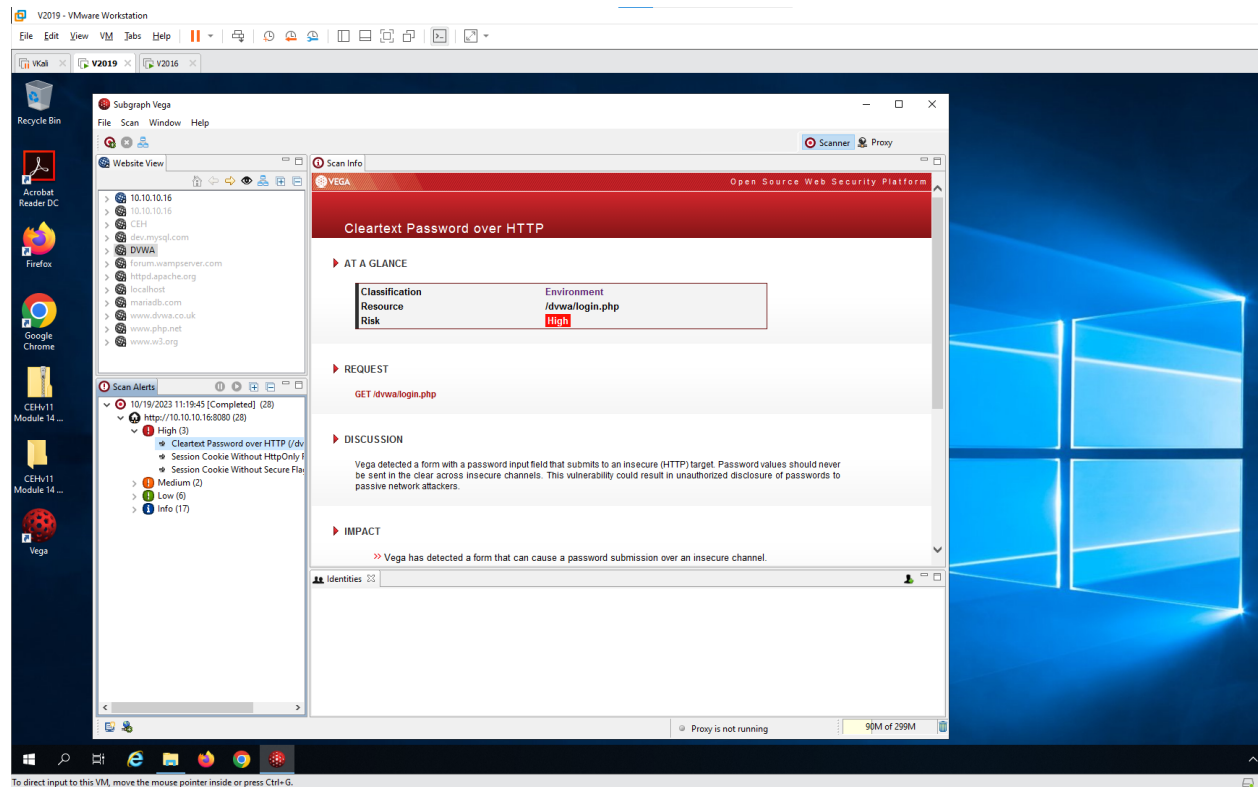 V2019 - VMware Workstation
File Edit View VM Tabs Help
VKali V2019 V2016
Recycle Bin
Acrobat
Reader DC
Firefox
Google
Chrome
CEHv11
Module 14 ...
CEHv11
Module 14 ...
Vega
Subgraph Vega
File Scan Window Help
Scanner Proxy
Website View
10.10.10.16
10.10.10.16
CEH
dev.mysql.com
DVWA
forum.wampserver.com
httpd.apache.org
localhost
mariadb.com
www.dvwa.co.uk
www.php.net
www.w3.org
Scan Alerts
10/19/2023 11:19:45 [Completed] (28)
http://10.10.10.16:8080 (28)
High (3)
Cleartext Password over HTTP (/dv
Session Cookie Without HttpOnly F
Session Cookie Without Secure Flag
Medium (2)
Low (6)
Info (17)
Scan Info
VEGA
Open Source Web Security Platform
Cleartext Password over HTTP
AT A GLANCE
Classification Environment
Resource /dvwa/login.php
Risk High
REQUEST
GET /dvwa/login.php
DISCUSSION
Vega detected a form with a password input field that submits to an insecure (HTTP) target. Password values should never
be sent in the clear across insecure channels. This vulnerability could result in unauthorized disclosure of passwords to
passive network attackers.
IMPACT
>> Vega has detected a form that can cause a password submission over an insecure channel.
Identities
Proxy is not running
90M of 299M
To direct input to this VM, move the mouse pointer inside or press Ctrl+G.